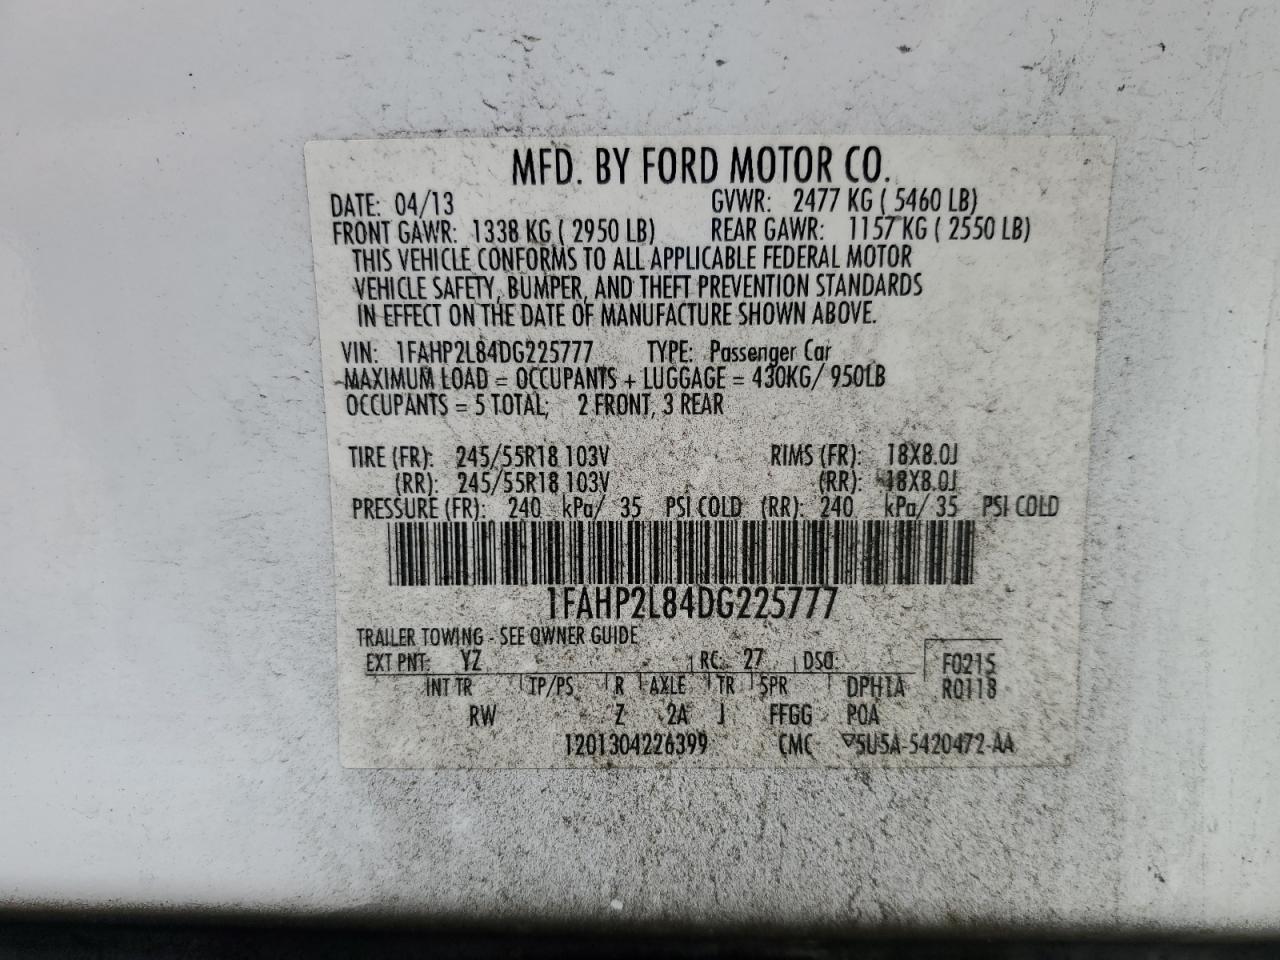 MFD. BY FORD MOTOR CO.
DATE: 04/13 GVWR: 2477 KG ( 5460 LB)
FRONT GAWR: 1338 KG ( 2950 LB) REAR GAWR: 1157 KG ( 2550 LB)
THIS VEHICLE CONFORMS TO ALL APPLICABLE FEDERAL MOTOR
VEHICLE SAFETY, BUMPER, AND THEFT PREVENTION STANDARDS
IN EFFECT ON THE DATE OF MANUFACTURE SHOWN ABOVE.
VIN: 1FAHP2L84DG225777 TYPE: Passenger Car
MAXIMUM LOAD = OCCUPANTS + LUGGAGE = 430KG/ 950LB
OCCUPANTS = 5 TOTAL; 2 FRONT, 3 REAR
TIRE (FR): 245/55R18 103V RIMS (FR): 18X8.0J
(RR): 245/55R18 103V (RR): 18X8.0J
PRESSURE (FR): 240 kPa/ 35 PSI COLD (RR): 240 kPa/ 35 PSI COLD
1FAHP2L84DG225777
TRAILER TOWING - SEE OWNER GUIDE
EXT PNT: YZ RC: 27 DSO: F0215
INT TR TP/PS R AXLE TR SPR DPH1A R0118
RW Z 2A J FFGG POA
1201304226399 CMC ▽5U5A-5420472-AA